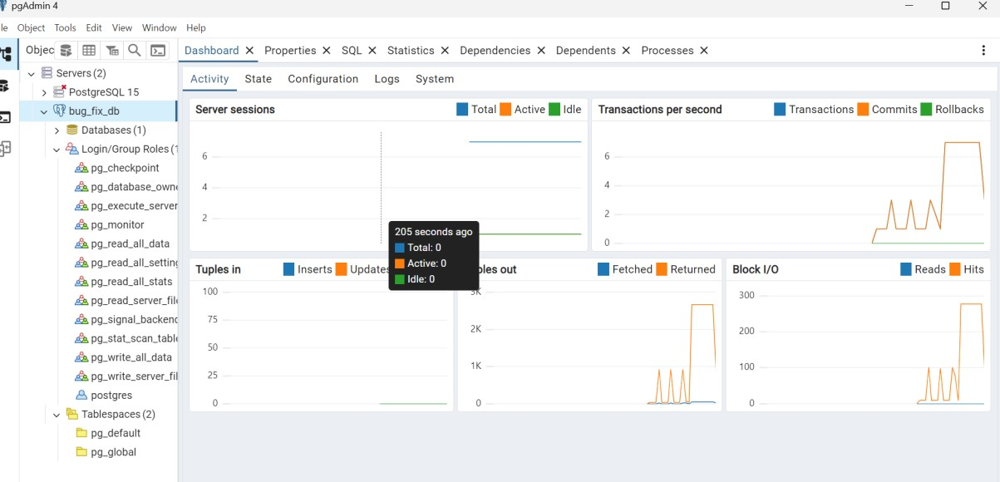 pgAdmin 4
le Object Tools Edit View Window Help
Objec
Dashboard Properties SQL Statistics Dependencies Dependents Processes
Servers (2)
PostgreSQL 15
bug_fix_db
Databases (1)
Login/Group Roles (1
pg_checkpoint
pg_database_owne
pg_execute_server
pg_monitor
pg_read_all_data
pg_read_all_setting
pg_read_all_stats
pg_read_server_file
pg_signal_backend
pg_stat_scan_table
pg_write_all_data
pg_write_server_fil
postgres
Tablespaces (2)
pg_default
pg_global
Activity State Configuration Logs System
Server sessions
Total Active Idle
6
4
2
205 seconds ago
Total: 0
Active: 0
Idle: 0
Transactions per second
Transactions Commits Rollbacks
6
4
2
0
Tuples in
Inserts Updates
100
75
50
25
0
ples out
Fetched Returned
3K
2K
1K
0
Block I/O
Reads Hits
300
200
100
0